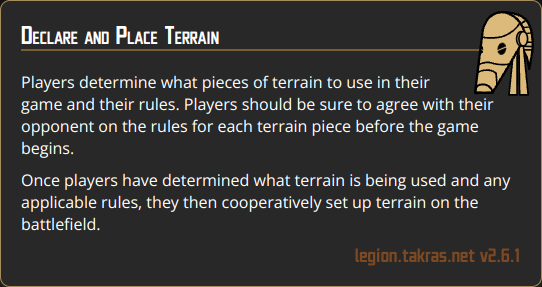 Declare and Place Terrain
Players determine what pieces of terrain to use in their
game and their rules. Players should be sure to agree with their
opponent on the rules for each terrain piece before the game
begins.
Once players have determined what terrain is being used and any
applicable rules, they then cooperatively set up terrain on the
battlefield.
legion.takras.net v2.6.1